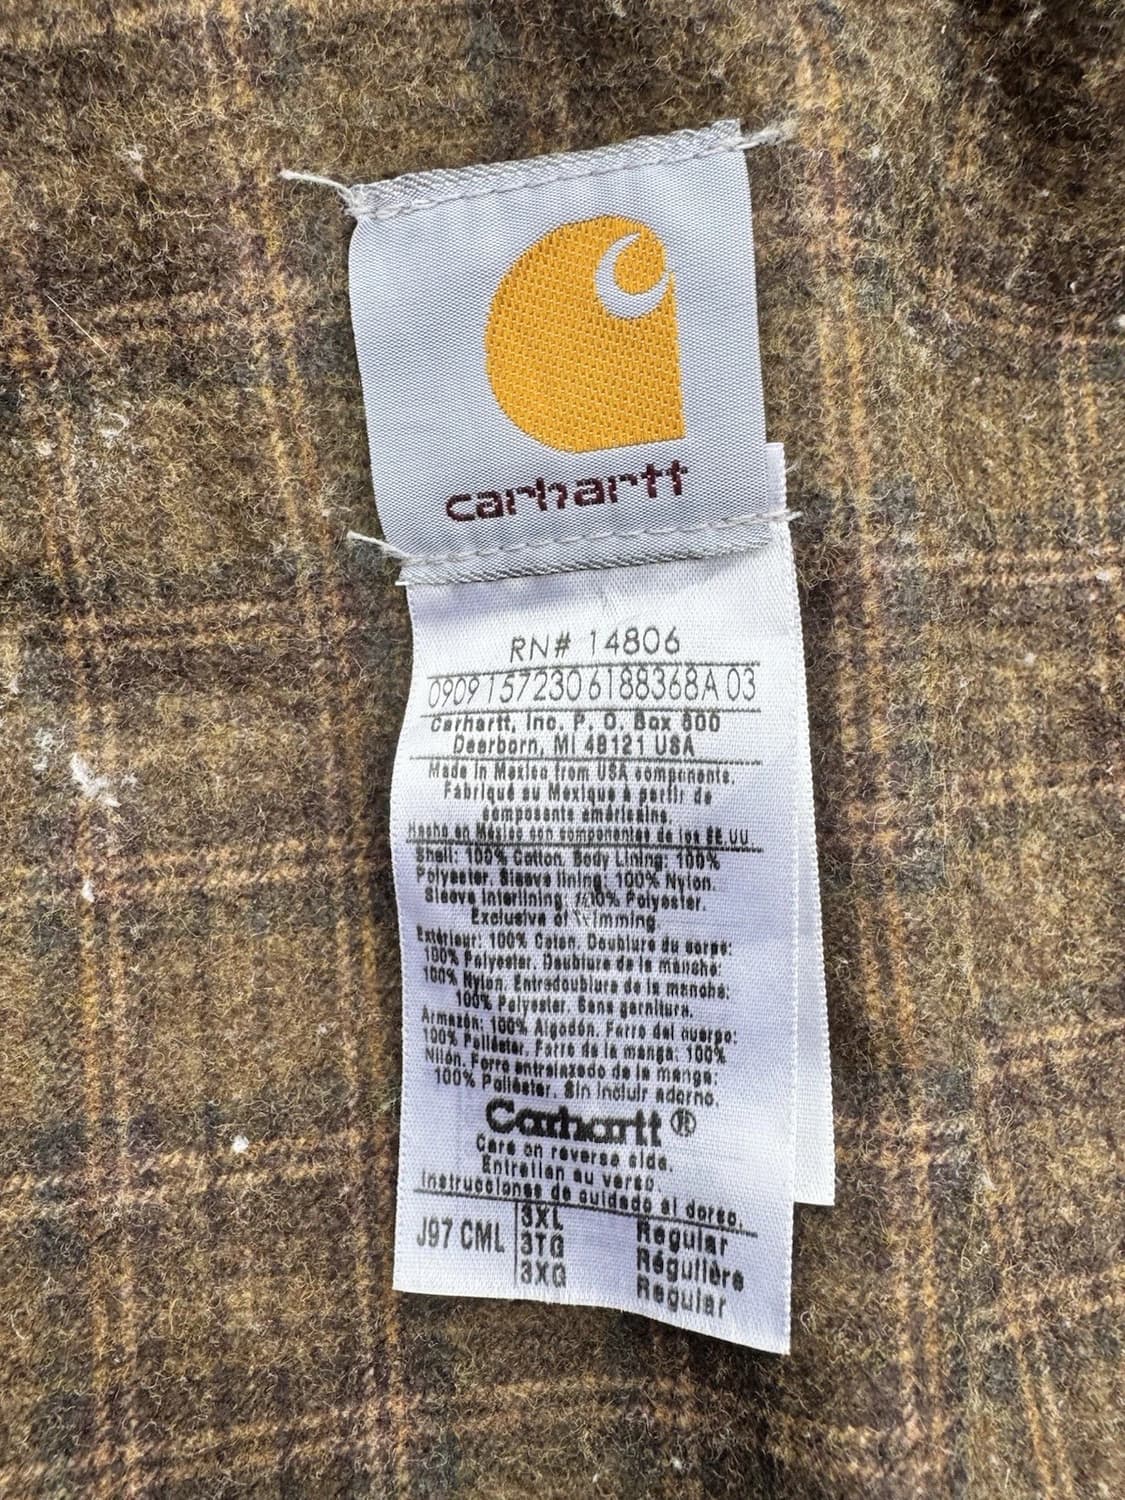 carhartt
RN# 14806
0909157230 6188368A 03
Carhartt, Inc. P. O. Box 600
Dearborn, MI 48121 USA
Made in Mexico from USA components.
Fabriqué au Mexique à partir de
composants américains.
Hecho en México con componentes de los EE.UU.
Shell: 100% Cotton. Body Lining: 100%
Polyester. Sleeve lining: 100% Nylon.
Sleeve Interlining: 100% Polyester.
Exclusive of Trimming.
Extérieur: 100% Coton. Doublure du corps:
100% Polyester. Doublure de la manche:
100% Nylon. Entredoublure de la manche:
100% Polyester. Sans garniture.
Armazón: 100% Algodón. Forro del cuerpo:
100% Poliéster. Forro de la manga: 100%
Nilón. Forro entrelazado de la manga:
100% Poliéster. Sin incluir adorno.
Carhartt®
Care on reverse side.
Entretien au verso.
Instrucciones de cuidado al dorso.
J97 CML 3XL Regular
3TG Régulière
3XG Regular